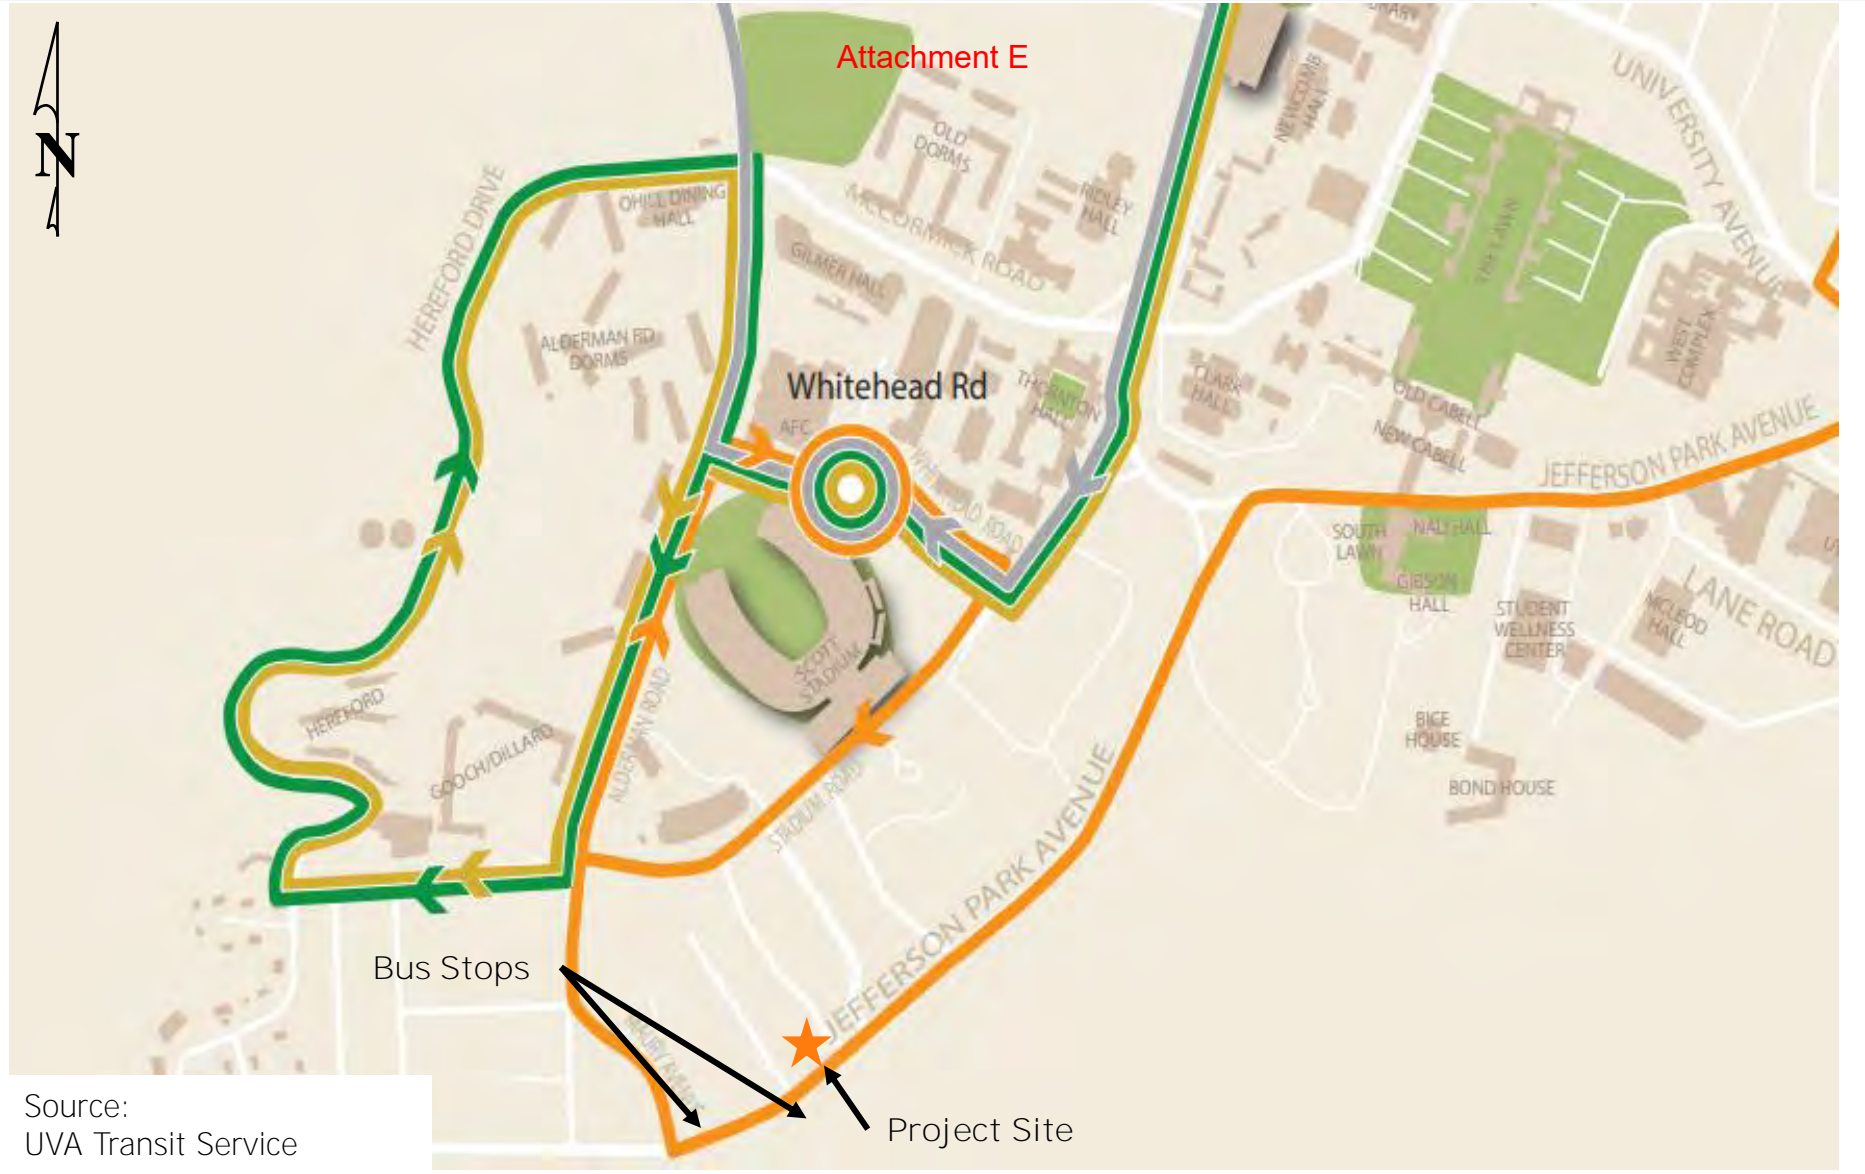 Attachment E
N
UNIVERSITY AVENUE
NEWCOMB
HALL
OLD
DORMS
HEREFORD DRIVE
OHILL DINING
HALL
MCCORMICK ROAD
RIDLEY
HALL
THE LAWN
GILMER HALL
ALDERMAN RD
DORMS
WEST
COMPLEX
Whitehead Rd
THORNTON
HALL
CLARK
HALL
OLD CABELL
NEW CABELL
JEFFERSON PARK AVENUE
AFC
WHITEHEAD ROAD
SOUTH
LAWN
NAU HALL
GIBSON
HALL
STUDENT
WELLNESS
CENTER
MCLEOD
HALL
LANE ROAD
SCOTT
STADIUM
HEREFORD
GOOCH/DILLARD
ALDERMAN ROAD
STADIUM ROAD
BICE
HOUSE
BOND HOUSE
JEFFERSON PARK AVENUE
Bus Stops
Project Site
Source:
UVA Transit Service